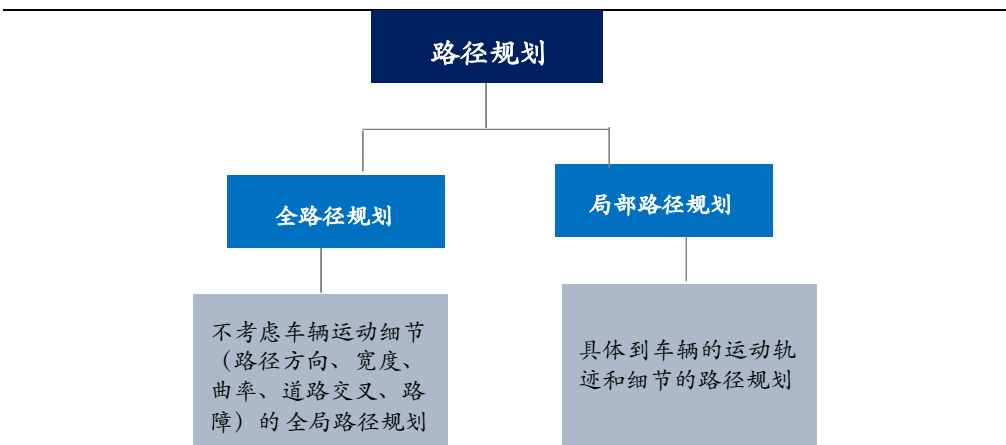 路径规划
全路径规划
局部路径规划
不考虑车辆运动细节
（路径方向、宽度、
曲率、道路交叉、路
障）的 全局路径规划
具体到车辆的运动轨
迹和细节的路径规划